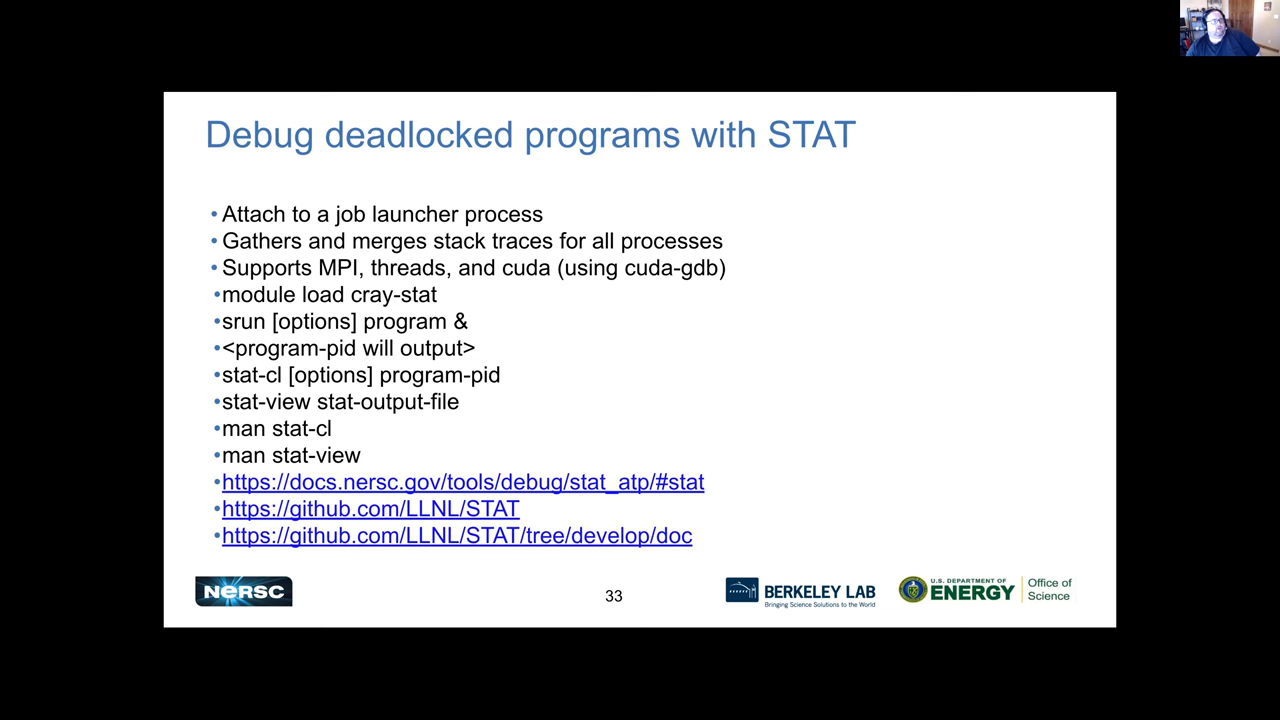 Debug deadlocked programs with STAT
•Attach to a job launcher process
•Gathers and merges stack traces for all processes
•Supports MPI, threads, and cuda (using cuda-gdb)
•module load cray-stat
•srun [options] program &
•<program-pid will output>
•stat-cl [options] program-pid
•stat-view stat-output-file
•man stat-cl
•man stat-view
•https://docs.nersc.gov/tools/debug/stat_atp/#stat
•https://github.com/LLNL/STAT
•https://github.com/LLNL/STAT/tree/develop/doc
NERSC
33
BERKELEY LAB
Bringing Science Solutions to the World
U.S. DEPARTMENT OF
ENERGY
Office of
Science